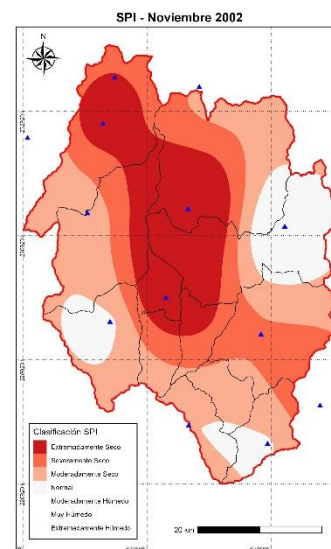 SPI - Noviembre 2002
N
Clasificación SPI
Extremadamente Seco
Severamente Seco
Moderadamente Seco
Normal
Moderadamente Húmedo
Muy Húmedo
Extremadamente Húmedo
20 km